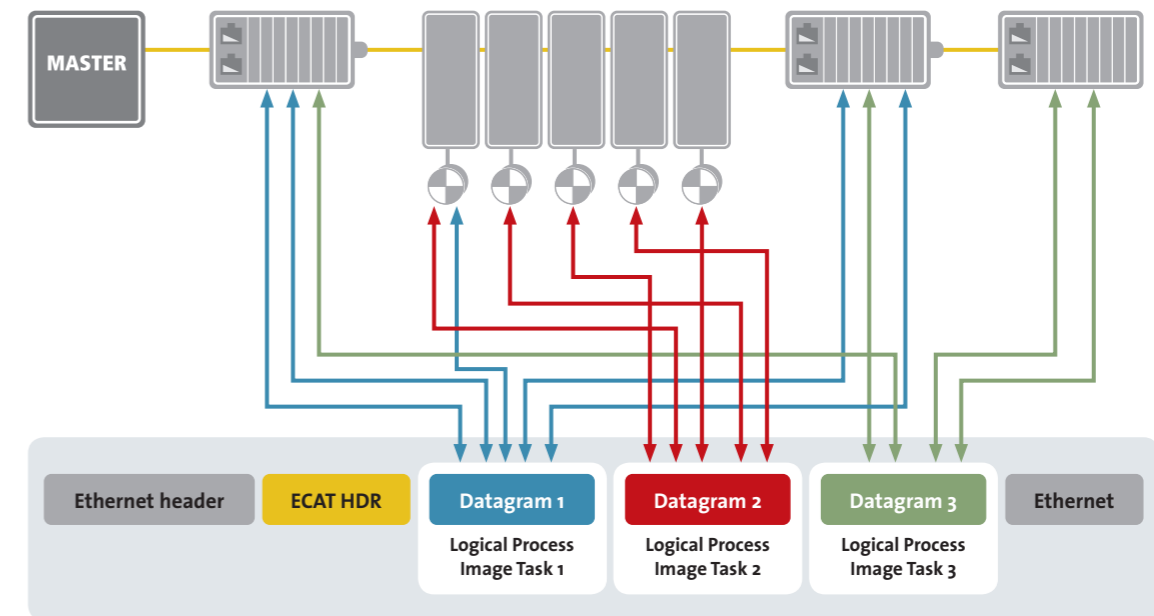 MASTER
Ethernet header
ECAT HDR
Datagram 1
Datagram 2
Datagram 3
Ethernet
Logical Process
Image Task 1
Logical Process
Image Task 2
Logical Process
Image Task 3